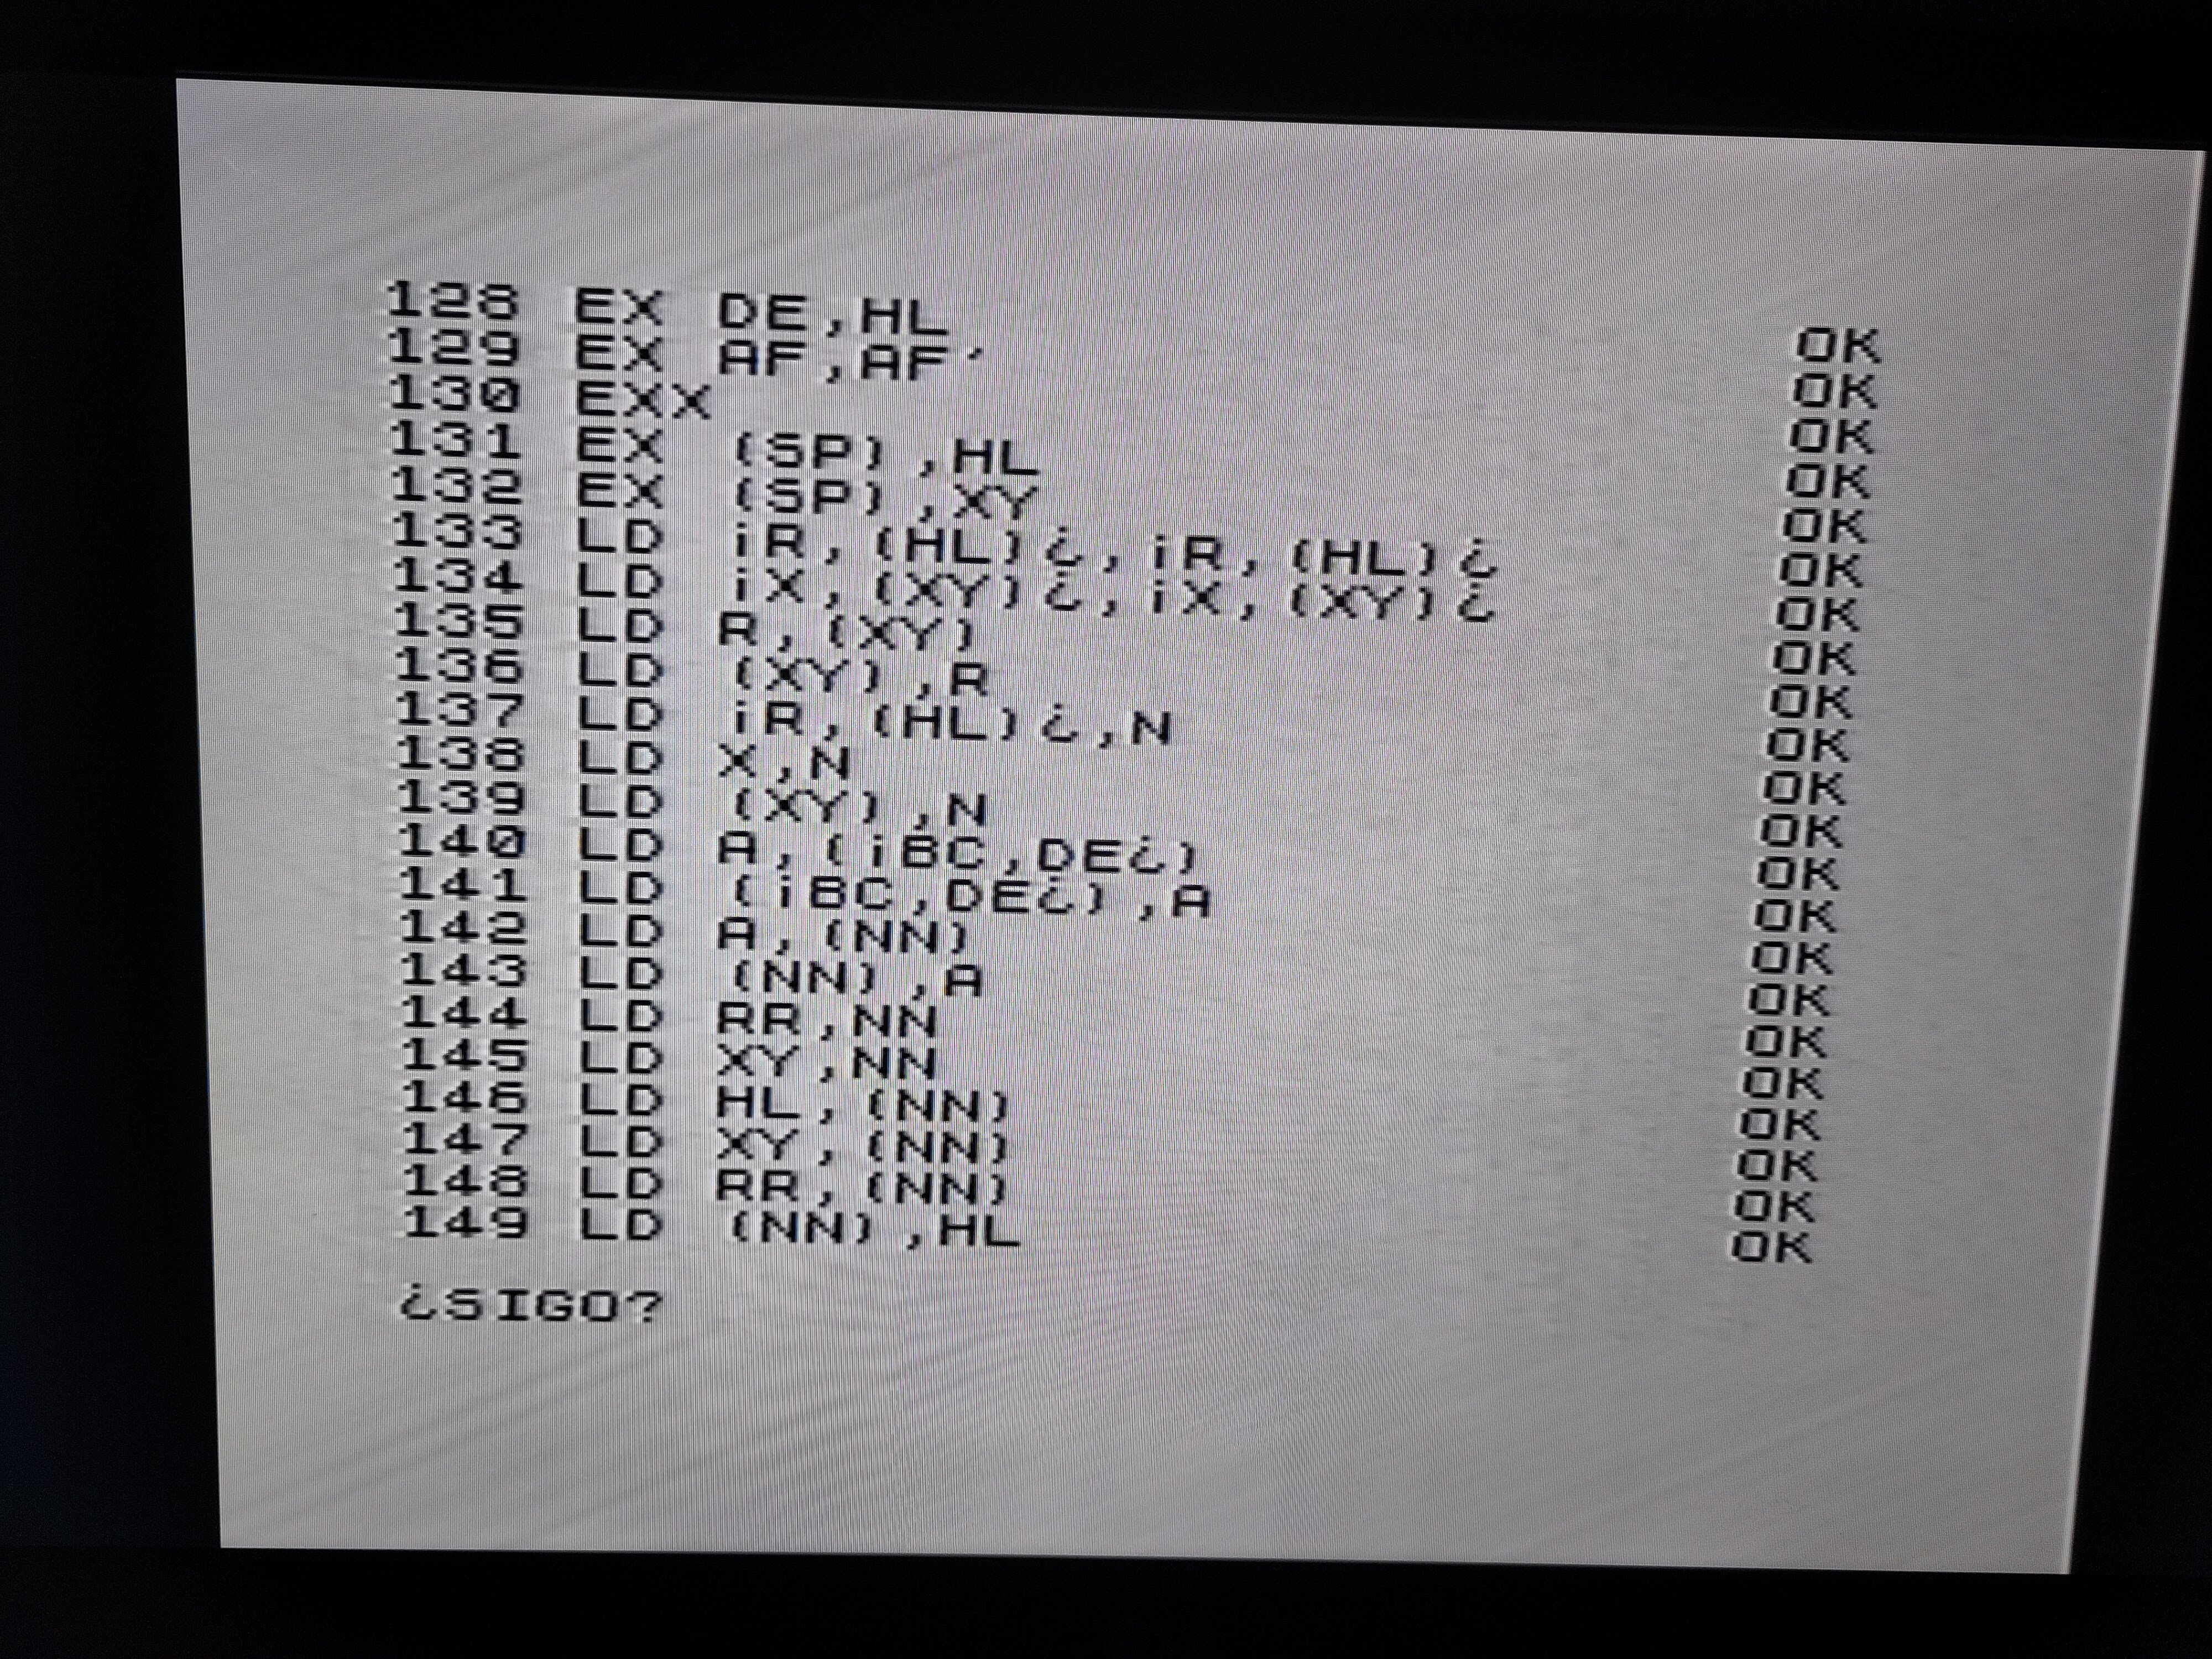 128 EX DE,HL OK
129 EX AF,AF' OK
130 EXX OK
131 EX (SP),HL OK
132 EX (SP),XY OK
133 LD ¡R,(HL)¿,¡R,(HL)¿ OK
134 LD ¡X,(XY)¿,¡X,(XY)¿ OK
135 LD R,(XY) OK
136 LD (XY),R OK
137 LD ¡R,(HL)¿,N OK
138 LD X,N OK
139 LD (XY),N OK
140 LD A,(¡BC,DE¿) OK
141 LD (¡BC,DE¿),A OK
142 LD A,(NN) OK
143 LD (NN),A OK
144 LD RR,NN OK
145 LD XY,NN OK
146 LD HL,(NN) OK
147 LD XY,(NN) OK
148 LD RR,(NN) OK
149 LD (NN),HL OK
¿SIGO?